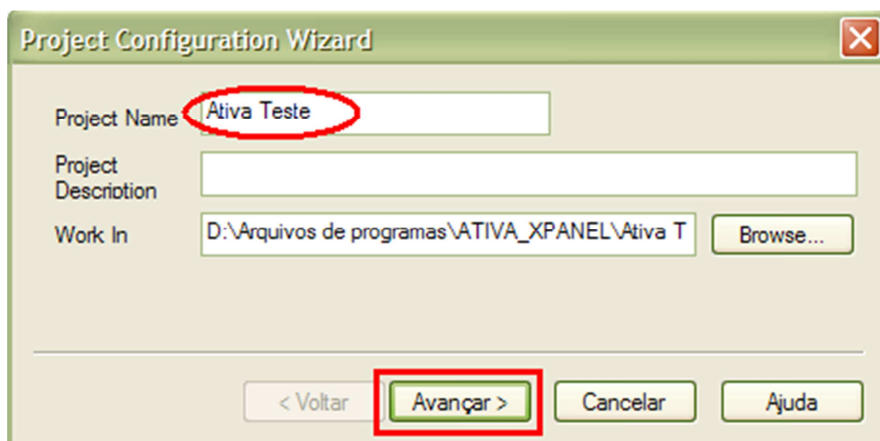 Project Configuration Wizard
Project Name Ativa Teste
Project
Description
Work In D:\Arquivos de programas\ATIVA_XPANEL\Ativa T Browse...
< Voltar Avançar > Cancelar Ajuda